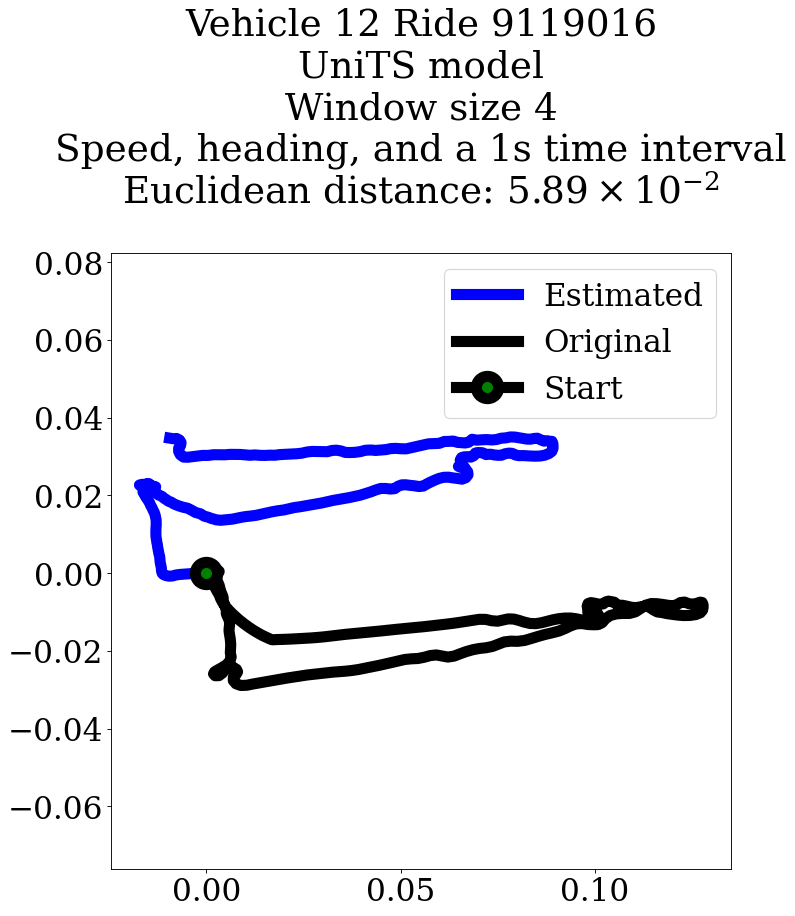 Vehicle 12 Ride 9119016
UniTS model
Window size 4
Speed, heading, and a 1s time interval
Euclidean distance: 5.89 × 10⁻²
Estimated
Original
Start
0.08
0.06
0.04
0.02
0.00
−0.02
−0.04
−0.06
0.00 0.05 0.10